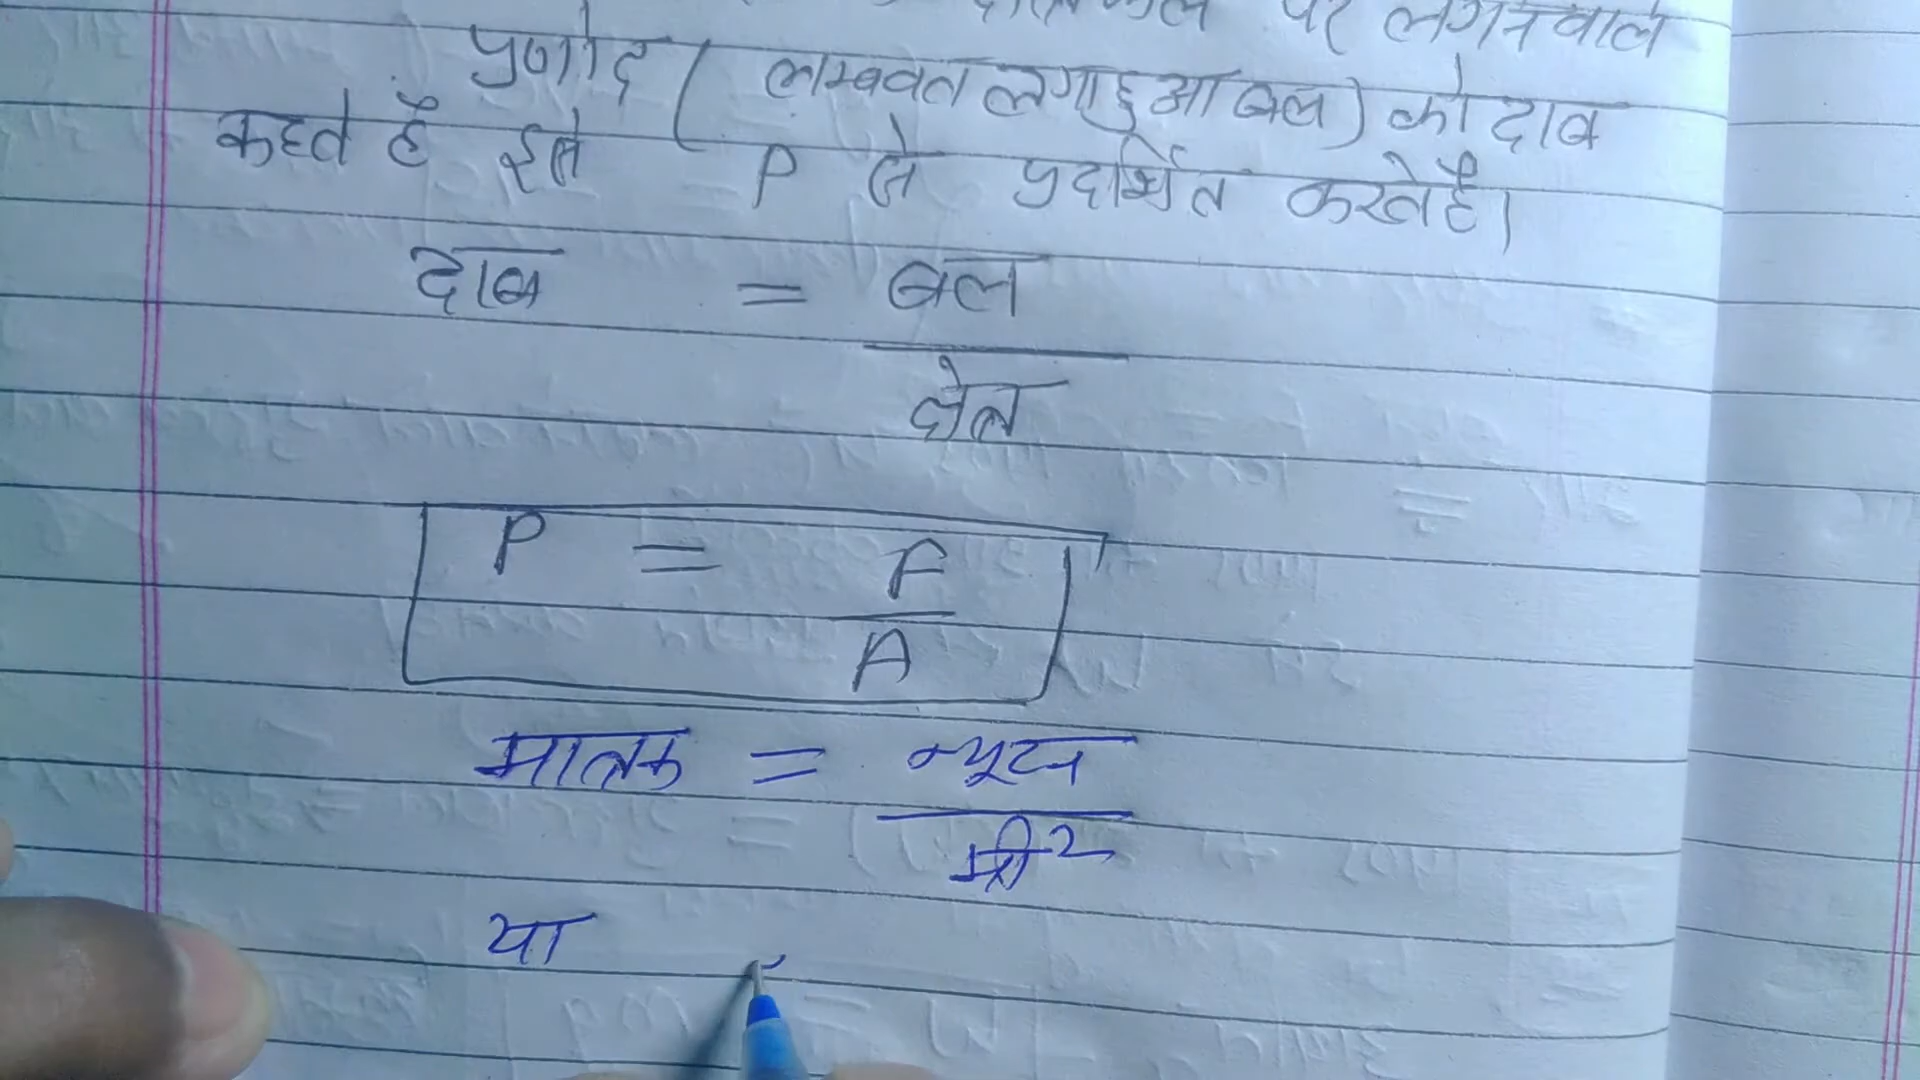 पर लगने वाले
प्रणोद ( लम्बवत लगा हुआ बल ) को दाब
कहते है इसे P से प्रदर्शित करते है।
दाब = बल
क्षेत्र
P = F
A
मात्रक = न्यूटन
मी²
या